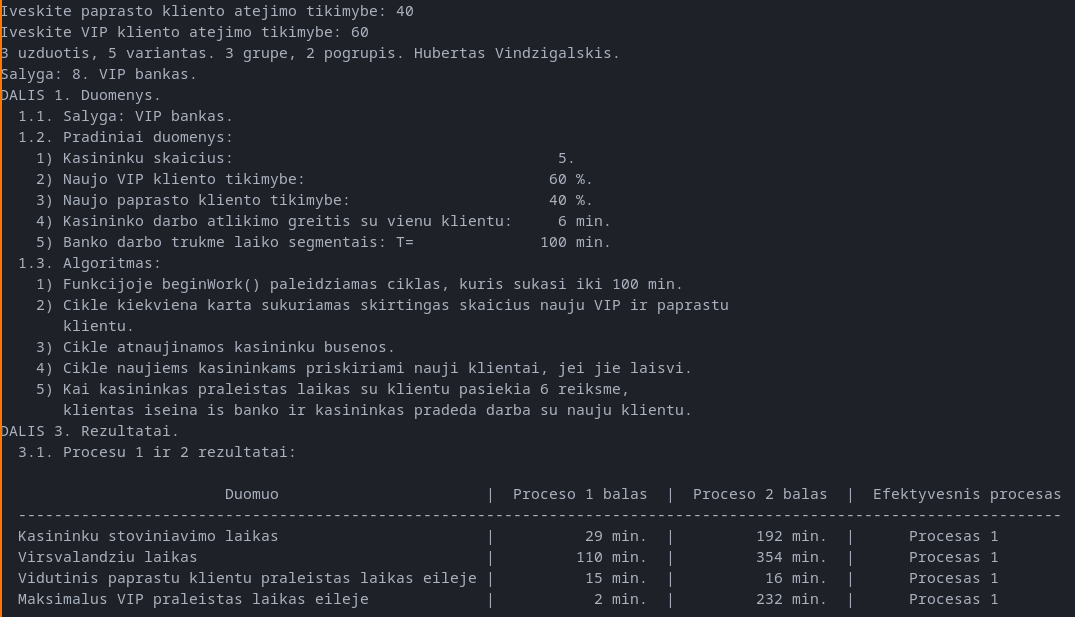 Iveskite paprasto kliento atejimo tikimybe: 40
Iveskite VIP kliento atejimo tikimybe: 60
3 uzduotis, 5 variantas. 3 grupe, 2 pogrupis. Hubertas Vindzigalskis.
Salyga: 8. VIP bankas.
DALIS 1. Duomenys.
1.1. Salyga: VIP bankas.
1.2. Pradiniai duomenys:
1) Kasininku skaicius: 5.
2) Naujo VIP kliento tikimybe: 60 %.
3) Naujo paprasto kliento tikimybe: 40 %.
4) Kasininko darbo atlikimo greitis su vienu klientu: 6 min.
5) Banko darbo trukme laiko segmentais: T= 100 min.
1.3. Algoritmas:
1) Funkcijoje beginWork() paleidziamas ciklas, kuris sukasi iki 100 min.
2) Cikle kiekviena karta sukuriamas skirtingas skaicius nauju VIP ir paprastu
klientu.
3) Cikle atnaujinamos kasininku busenos.
4) Cikle naujiems kasininkams priskiriami nauji klientai, jei jie laisvi.
5) Kai kasininkas praleistas laikas su klientu pasiekia 6 reiksme,
klientas iseina is banko ir kasininkas pradeda darba su nauju klientu.
DALIS 3. Rezultatai.
3.1. Procesu 1 ir 2 rezultatai:
Duomuo | Proceso 1 balas | Proceso 2 balas | Efektyvesnis procesas
--------------------------------------------------------------------------------------------------------------------
Kasininku stoviniavimo laikas | 29 min. | 192 min. | Procesas 1
Virsvalandziu laikas | 110 min. | 354 min. | Procesas 1
Vidutinis paprastu klientu praleistas laikas eileje | 15 min. | 16 min. | Procesas 1
Maksimalus VIP praleistas laikas eileje | 2 min. | 232 min. | Procesas 1